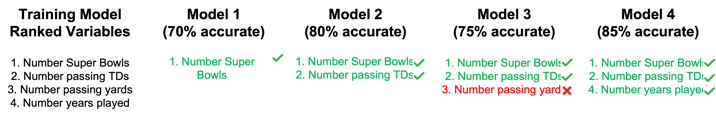 Training Model
Ranked Variables
1. Number Super Bowls
2. Number passing TDs
3. Number passing yards
4. Number years played
Model 1
(70% accurate)
1. Number Super
Bowls
Model 2
(80% accurate)
1. Number Super Bowls
2. Number passing TDs
Model 3
(75% accurate)
1. Number Super Bowls
2. Number passing TDs
3. Number passing yard
Model 4
(85% accurate)
1. Number Super Bowls
2. Number passing TDs
4. Number years played